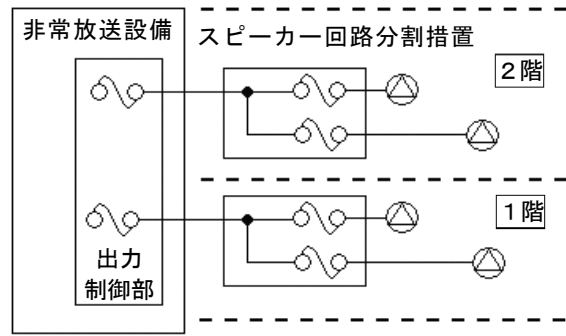 非常放送設備
スピーカー回路分割措置
2階
1階
出力
制御部